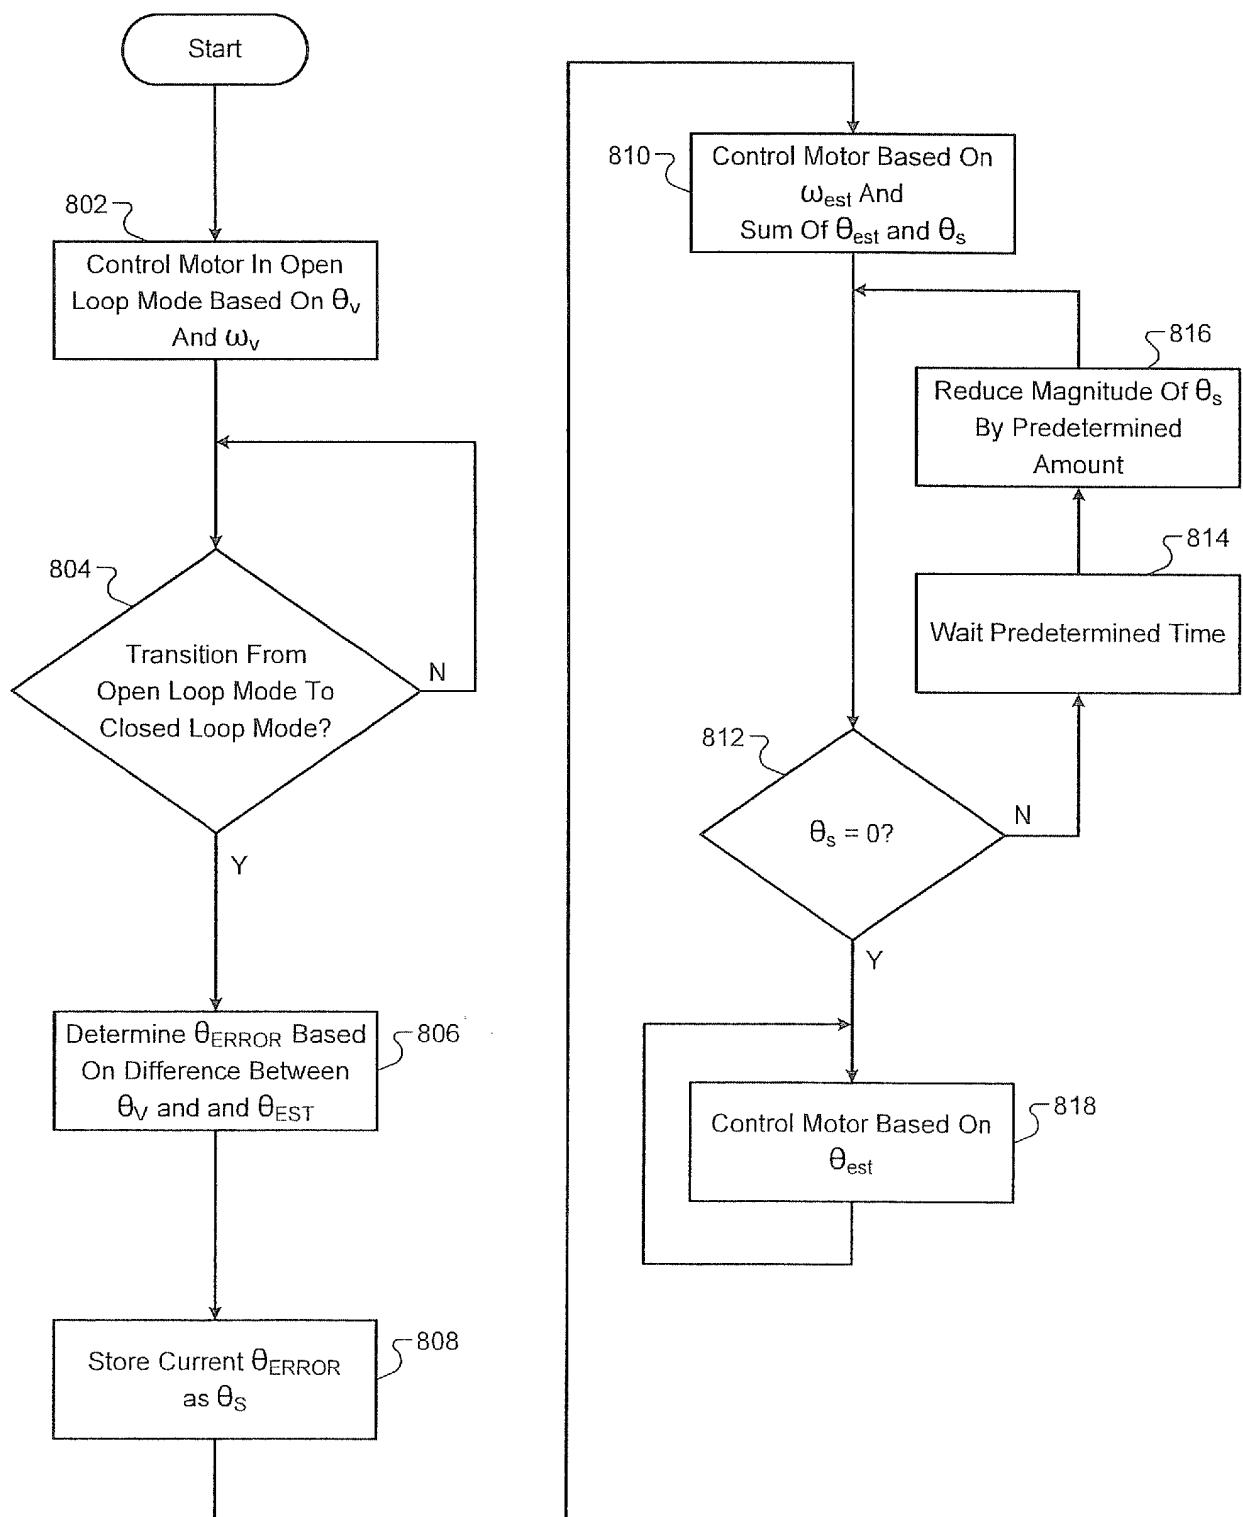 Start
802
Control Motor In Open
Loop Mode Based On θv
And ωv
804
Transition From
Open Loop Mode To
Closed Loop Mode?
N
Y
Determine θERROR Based
On Difference Between
θV and and θEST
806
Store Current θERROR
as θS
808
810
Control Motor Based On
ωest And
Sum Of θest and θs
816
Reduce Magnitude Of θs
By Predetermined
Amount
814
Wait Predetermined Time
812
θs = 0?
N
Y
Control Motor Based On
θest
818